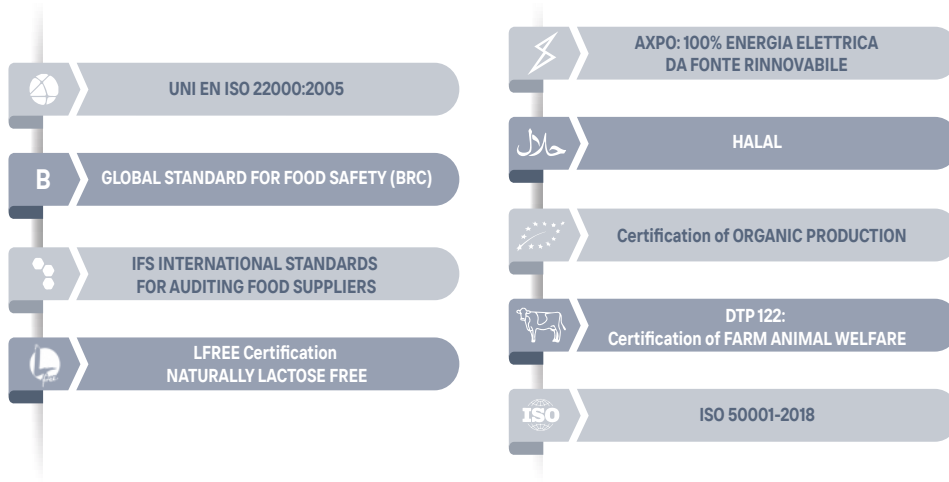 UNI EN ISO 22000:2005
B
GLOBAL STANDARD FOR FOOD SAFETY (BRC)
IFS INTERNATIONAL STANDARDS
FOR AUDITING FOOD SUPPLIERS
L free
LFREE Certification
NATURALLY LACTOSE FREE
AXPO: 100% ENERGIA ELETTRICA
DA FONTE RINNOVABILE
حلال
HALAL
Certification of ORGANIC PRODUCTION
DTP 122:
Certification of FARM ANIMAL WELFARE
ISO
ISO 50001-2018